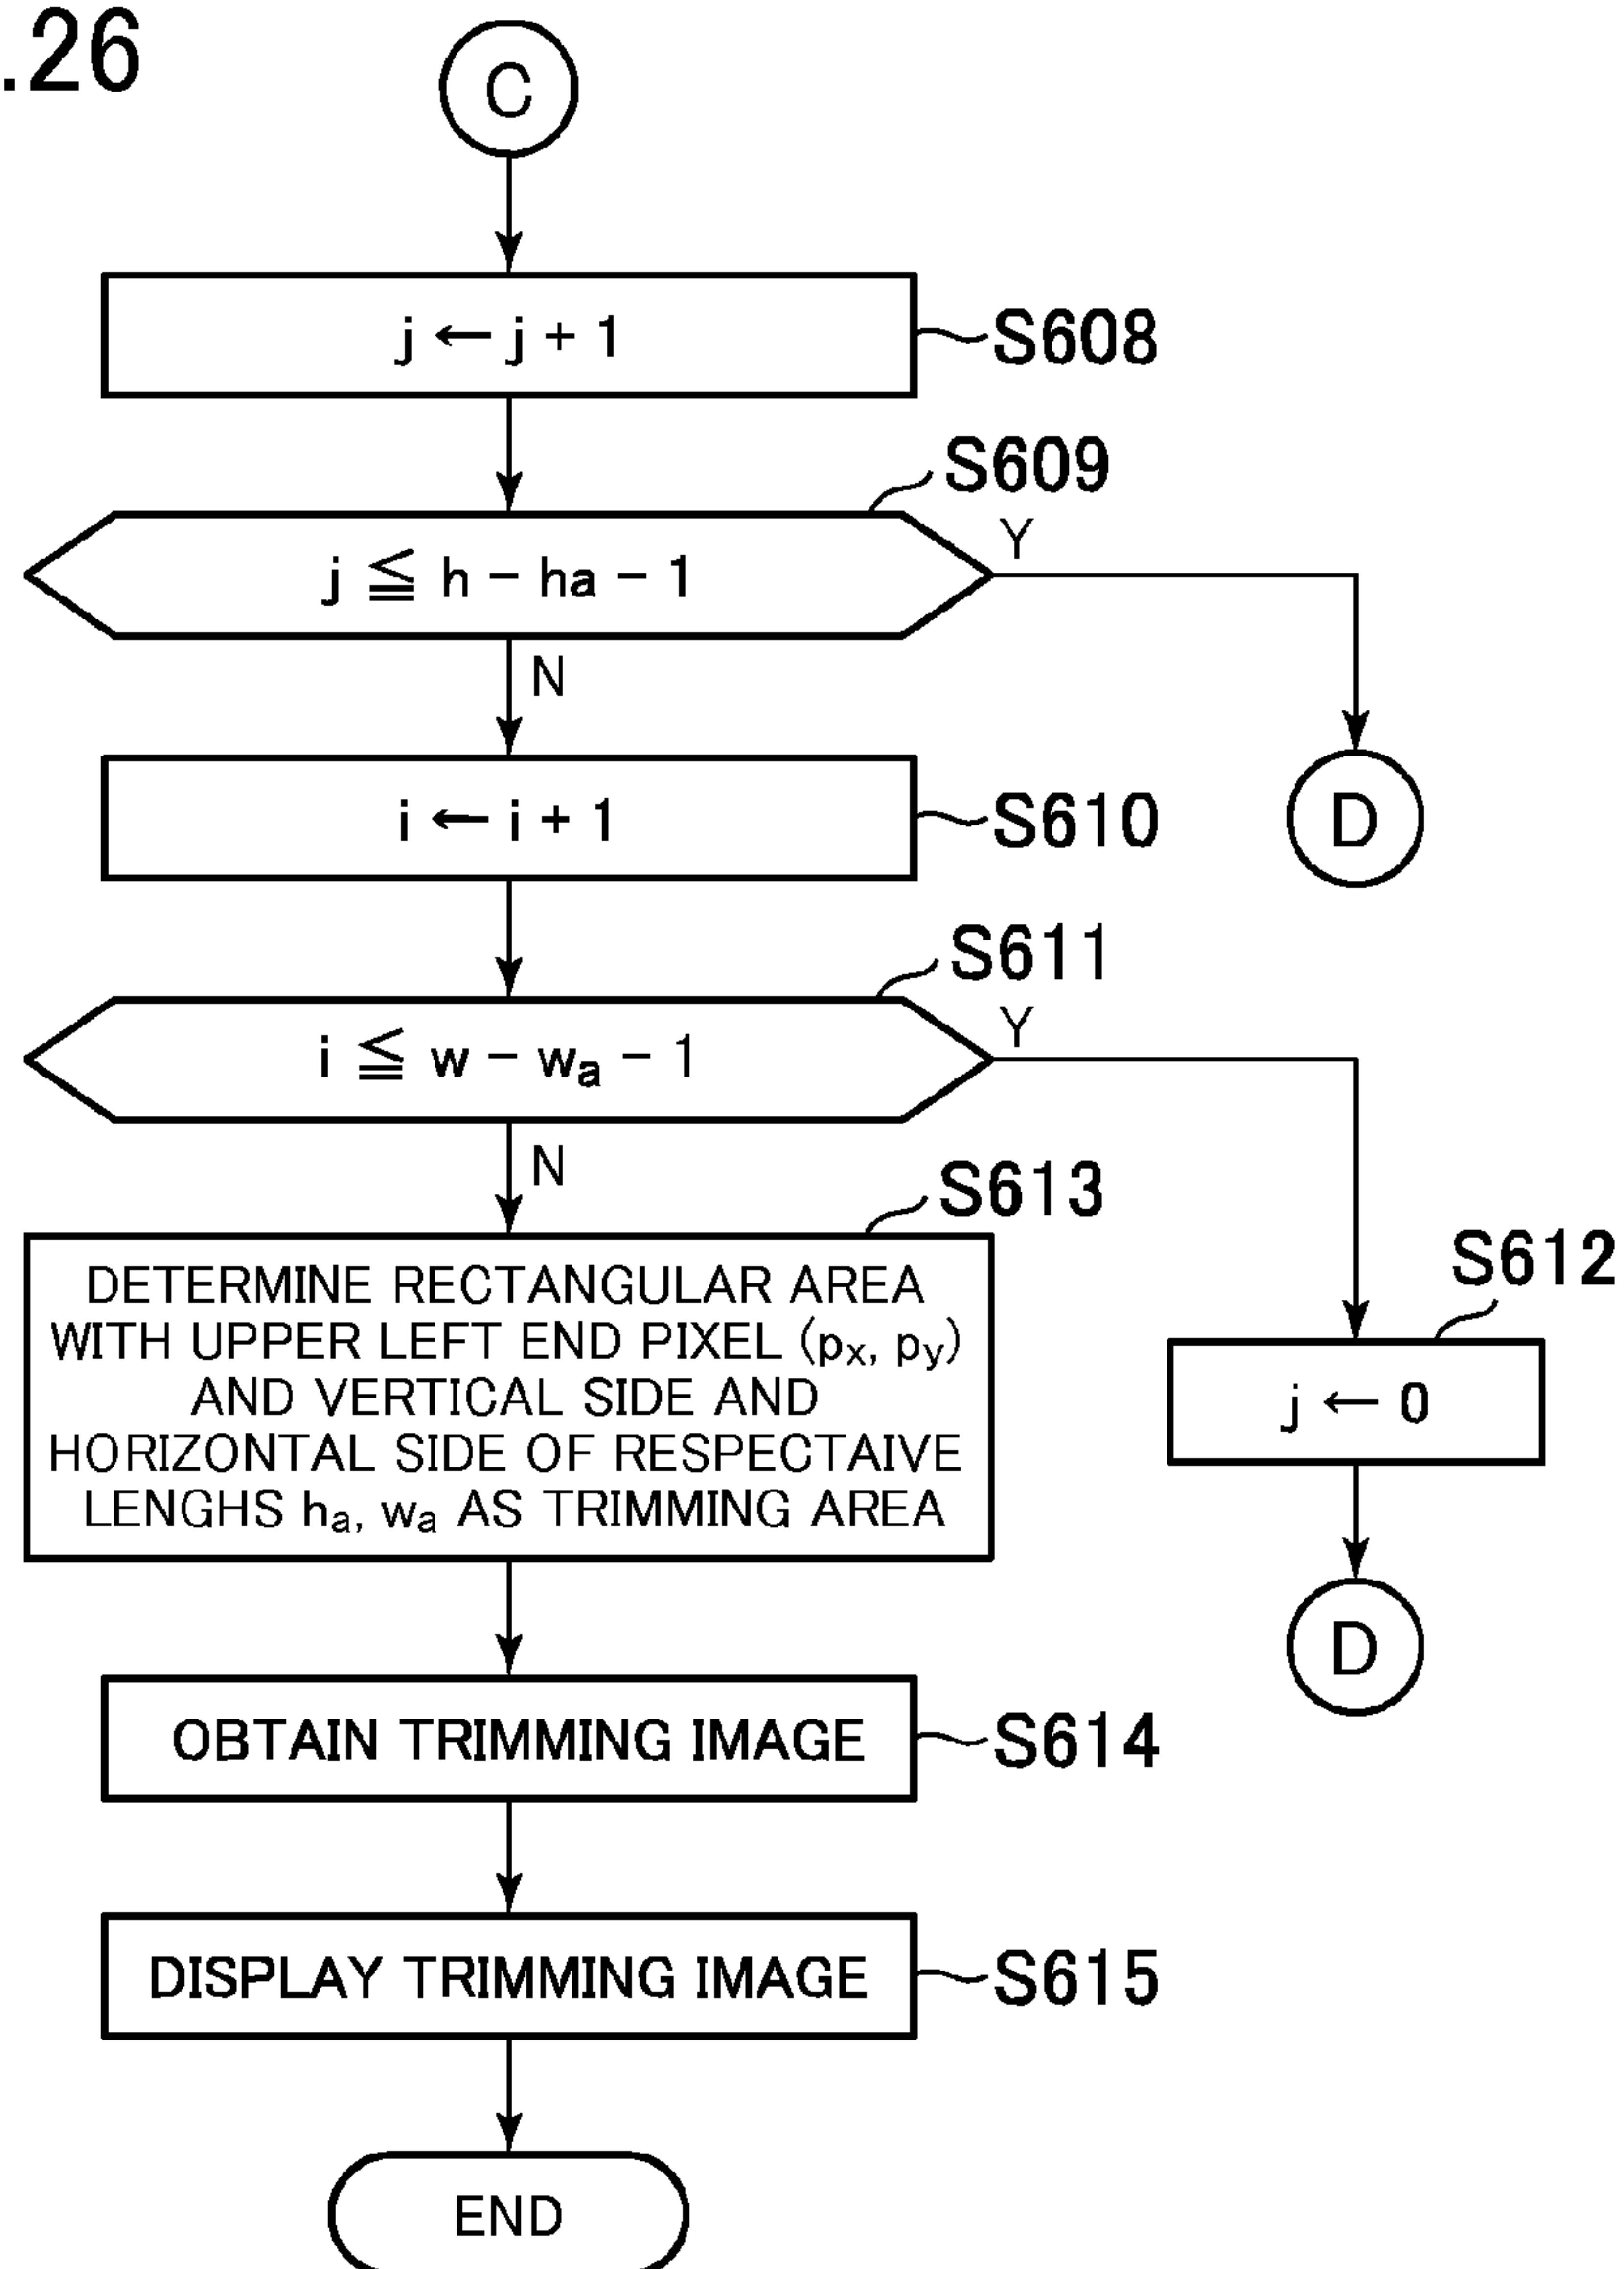 .26
C
j ← j + 1
S608
S609
j ≦ h − ha − 1
Y
N
D
i ← i + 1
S610
S611
i ≦ w − wa − 1
Y
N
S613
DETERMINE RECTANGULAR AREA
WITH UPPER LEFT END PIXEL (px, py)
AND VERTICAL SIDE AND
HORIZONTAL SIDE OF RESPECTAIVE
LENGHS ha, wa AS TRIMMING AREA
S612
j ← 0
D
OBTAIN TRIMMING IMAGE
S614
DISPLAY TRIMMING IMAGE
S615
END